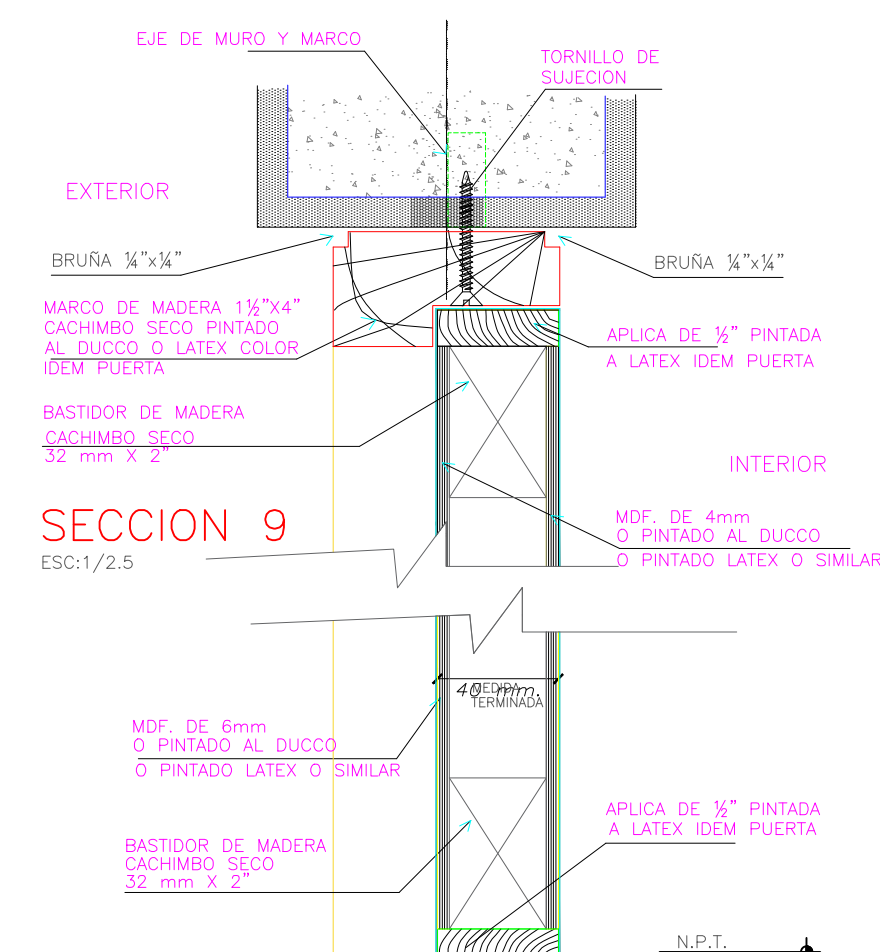 EJE DE MURO Y MARCO
TORNILLO DE
SUJECION
EXTERIOR
BRUÑA ¼"x¼"
BRUÑA ¼"x¼"
MARCO DE MADERA 1½"X4"
CACHIMBO SECO PINTADO
AL DUCCO O LATEX COLOR
IDEM PUERTA
APLICA DE ½" PINTADA
A LATEX IDEM PUERTA
BASTIDOR DE MADERA
CACHIMBO SECO
32 mm X 2"
INTERIOR
SECCION 9
ESC:1/2.5
MDF. DE 4mm
O PINTADO AL DUCCO
O PINTADO LATEX O SIMILAR
40 mm.
MEDIDA
TERMINADA
MDF. DE 6mm
O PINTADO AL DUCCO
O PINTADO LATEX O SIMILAR
APLICA DE ½" PINTADA
A LATEX IDEM PUERTA
BASTIDOR DE MADERA
CACHIMBO SECO
32 mm X 2"
N.P.T.